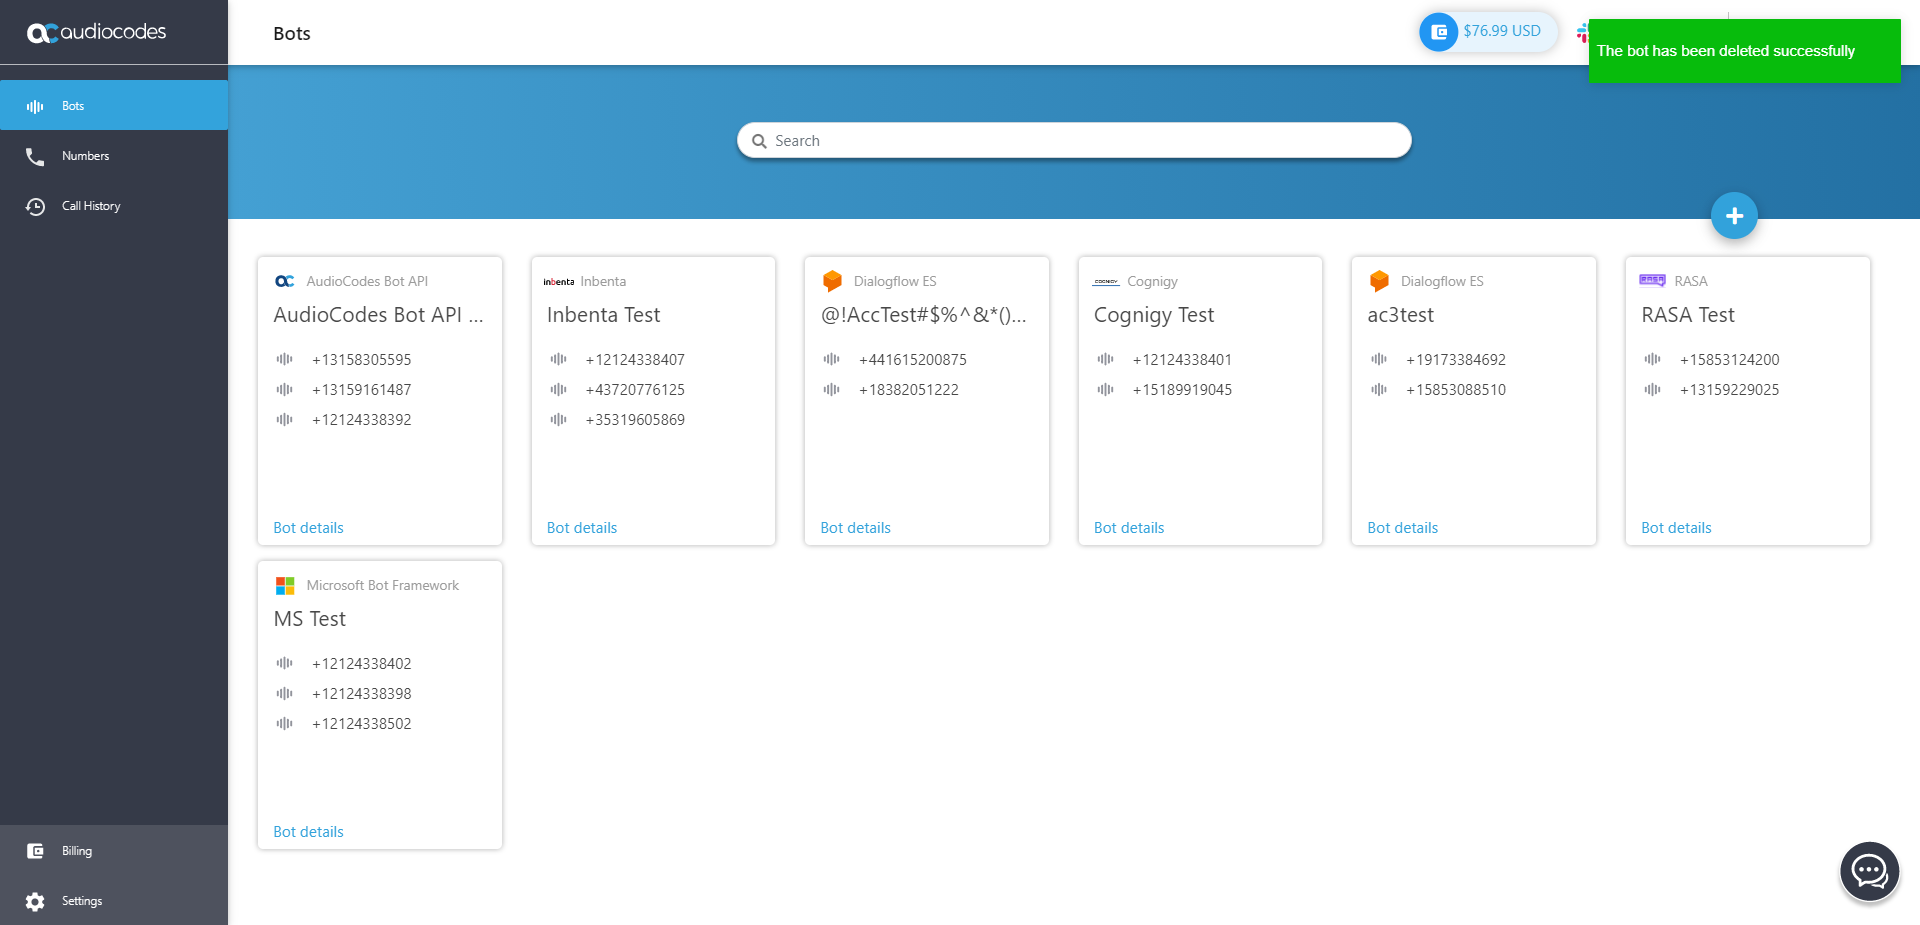 audiocodes
Bots
$76.99 USD
The bot has been deleted successfully
Bots
Numbers
Call History
Search
AudioCodes Bot API
AudioCodes Bot API ...
+13158305595
+13159161487
+12124338392
Bot details
inbenta
Inbenta
Inbenta Test
+12124338407
+43720776125
+35319605869
Bot details
Dialogflow ES
@!AccTest#$%^&*()...
+441615200875
+18382051222
Bot details
COGNIGY
Cognigy
Cognigy Test
+12124338401
+15189919045
Bot details
Dialogflow ES
ac3test
+19173384692
+15853088510
Bot details
RASA
RASA
RASA Test
+15853124200
+13159229025
Bot details
Microsoft Bot Framework
MS Test
+12124338402
+12124338398
+12124338502
Bot details
Billing
Settings